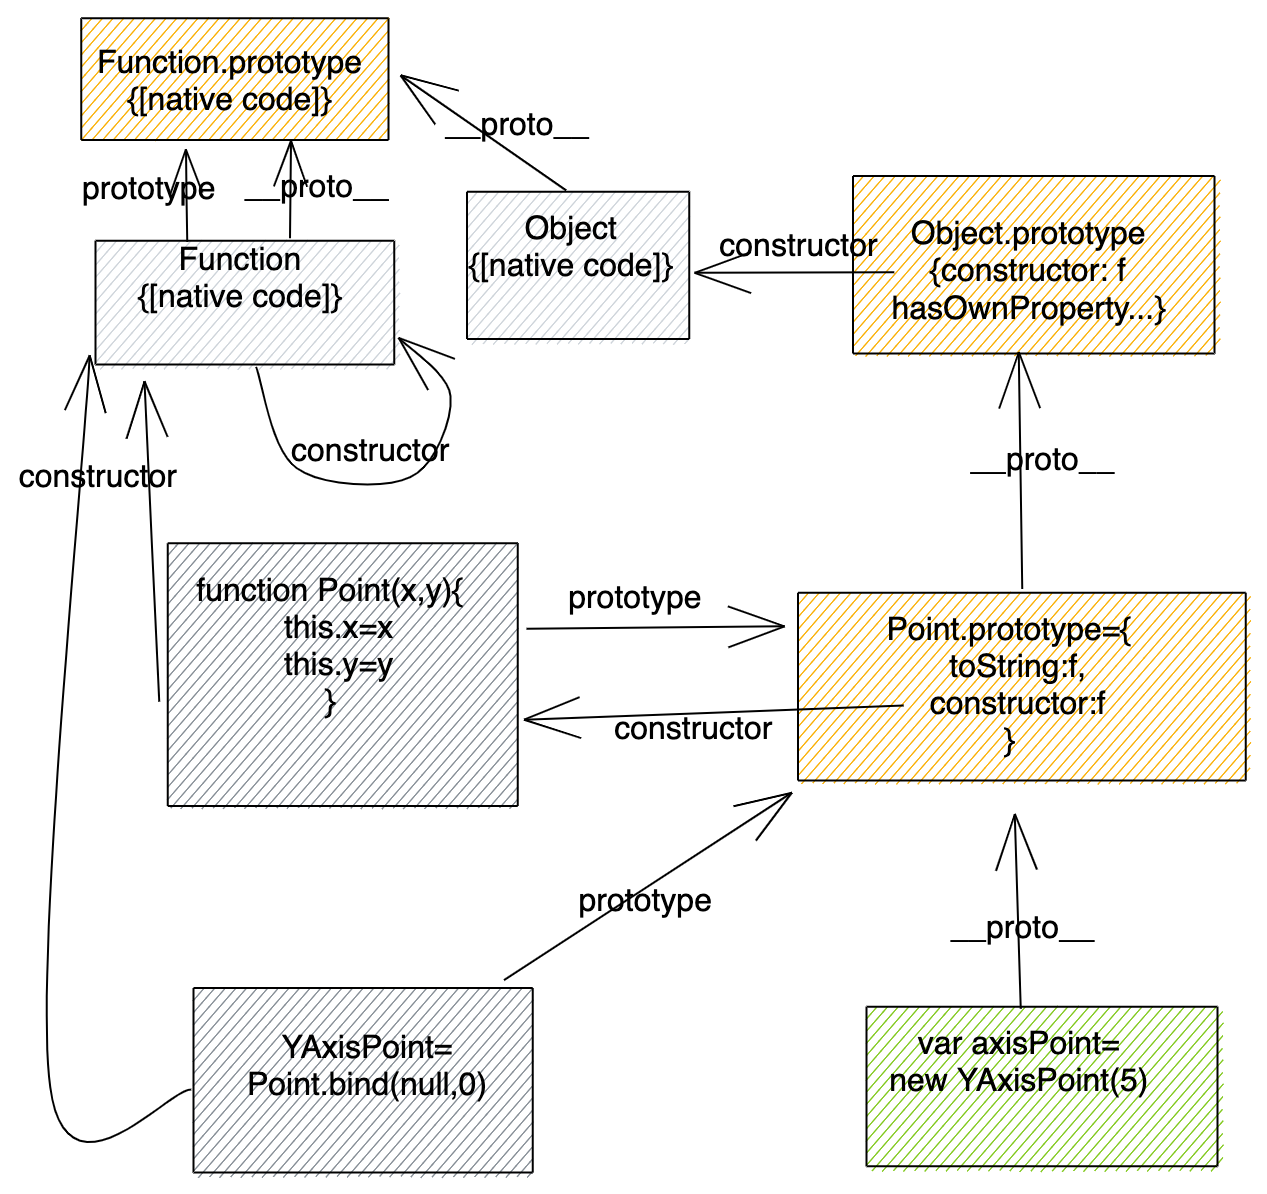 Function.prototype
{[native code]}
__proto__
prototype
__proto__
Function
{[native code]}
Object
{[native code]}
constructor
Object.prototype
{constructor: f
hasOwnProperty...}
constructor
constructor
__proto__
function Point(x,y){
this.x=x
this.y=y
}
prototype
constructor
Point.prototype={
toString:f,
constructor:f
}
prototype
__proto__
YAxisPoint=
Point.bind(null,0)
var axisPoint=
new YAxisPoint(5)